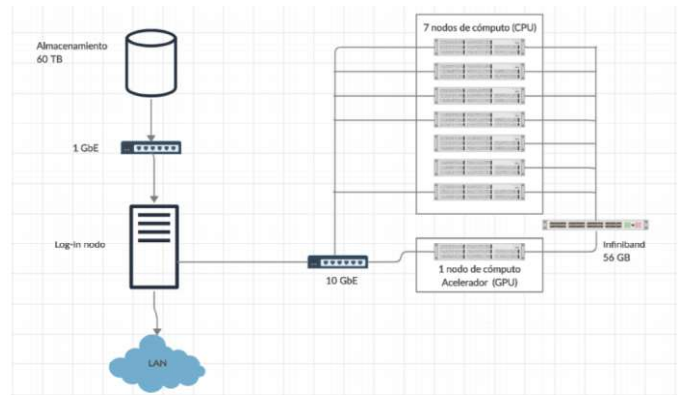 7 nodos de cómputo (CPU)
Almacenamiento
60 TB
1 GbE
Log-in nodo
Infiniband
56 GB
10 GbE
1 nodo de cómputo
Acelerador (GPU)
LAN